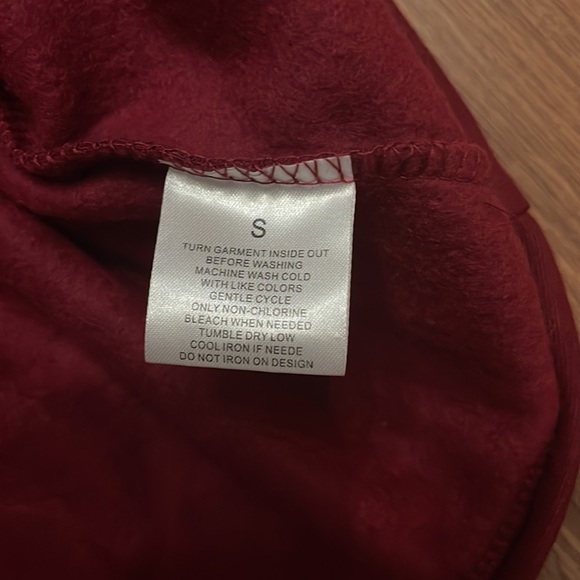 S
TURN GARMENT INSIDE OUT
BEFORE WASHING
MACHINE WASH COLD
WITH LIKE COLORS
GENTLE CYCLE
ONLY NON-CHLORINE
BLEACH WHEN NEEDED
TUMBLE DRY LOW
COOL IRON IF NEEDE
DO NOT IRON ON DESIGN